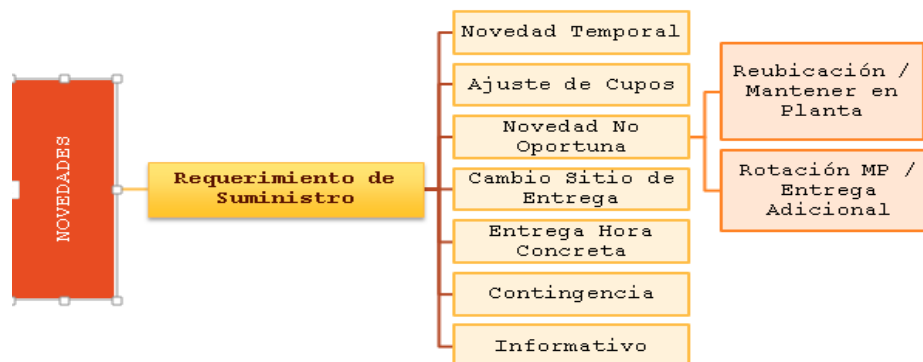 NOVEDADES
Requerimiento de
Suministro
Novedad Temporal
Ajuste de Cupos
Novedad No
Oportuna
Cambio Sitio de
Entrega
Entrega Hora
Concreta
Contingencia
Informativo
Reubicación /
Mantener en
Planta
Rotación MP /
Entrega
Adicional